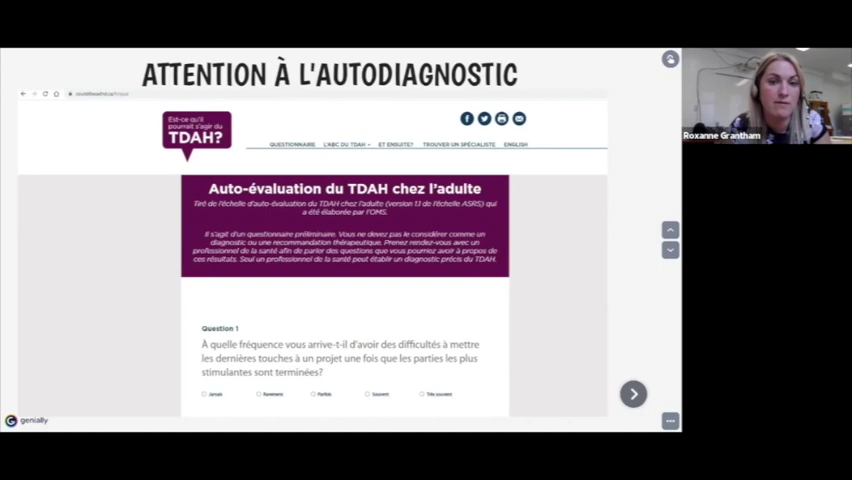 ATTENTION À L'AUTODIAGNOSTIC
Est-ce qu'il
pourrait s'agir du
TDAH?
QUESTIONNAIRE L'ABC DU TDAH ET ENSUITE? TROUVER UN SPÉCIALISTE ENGLISH
Roxanne Grantham
Auto-évaluation du TDAH chez l'adulte
Tiré de l'échelle d'auto-évaluation du TDAH chez l'adulte (version 1.1 de l'échelle ASRS) qui
a été élaborée par l'OMS.
Il s'agit d'un questionnaire préliminaire. Vous ne devez pas le considérer comme un
diagnostic ou une recommandation thérapeutique. Prenez rendez-vous avec un
professionnel de la santé afin de parler des questions que vous pourriez avoir à propos de
ces résultats. Seul un professionnel de la santé peut établir un diagnostic précis du TDAH.
Question 1
À quelle fréquence vous arrive-t-il d'avoir des difficultés à mettre
les dernières touches à un projet une fois que les parties les plus
stimulantes sont terminées?
Jamais Rarement Parfois Souvent Très souvent
genially